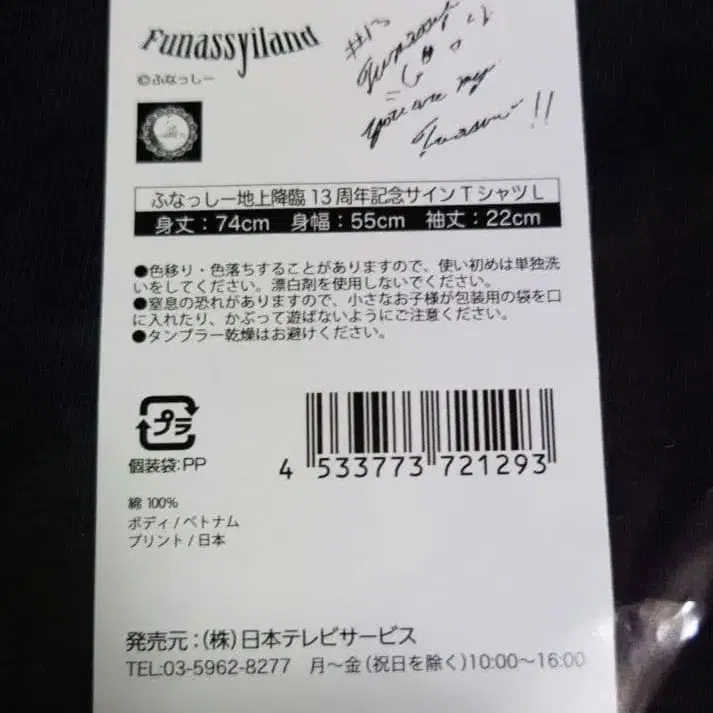 Funassyiland
©ふなっしー
#13
you are my
!!
ふなっしー地上降臨13周年記念サインTシャツL
身丈：74cm 身幅：55cm 袖丈：22cm
●色移り・色落ちすることがありますので、使い初めは単独洗
いをしてください。漂白剤を使用しないでください。
●窒息の恐れがありますので、小さなお子様が包装用の袋を口
に入れたり、かぶって遊ばないようにご注意ください。
●タンブラー乾燥はお避けください。
プラ
個装袋:PP
4 533773 721293
綿 100%
ボディ/ベトナム
プリント/日本
発売元：(株)日本テレビサービス
TEL:03-5962-8277 月～金(祝日を除く)10:00～16:00